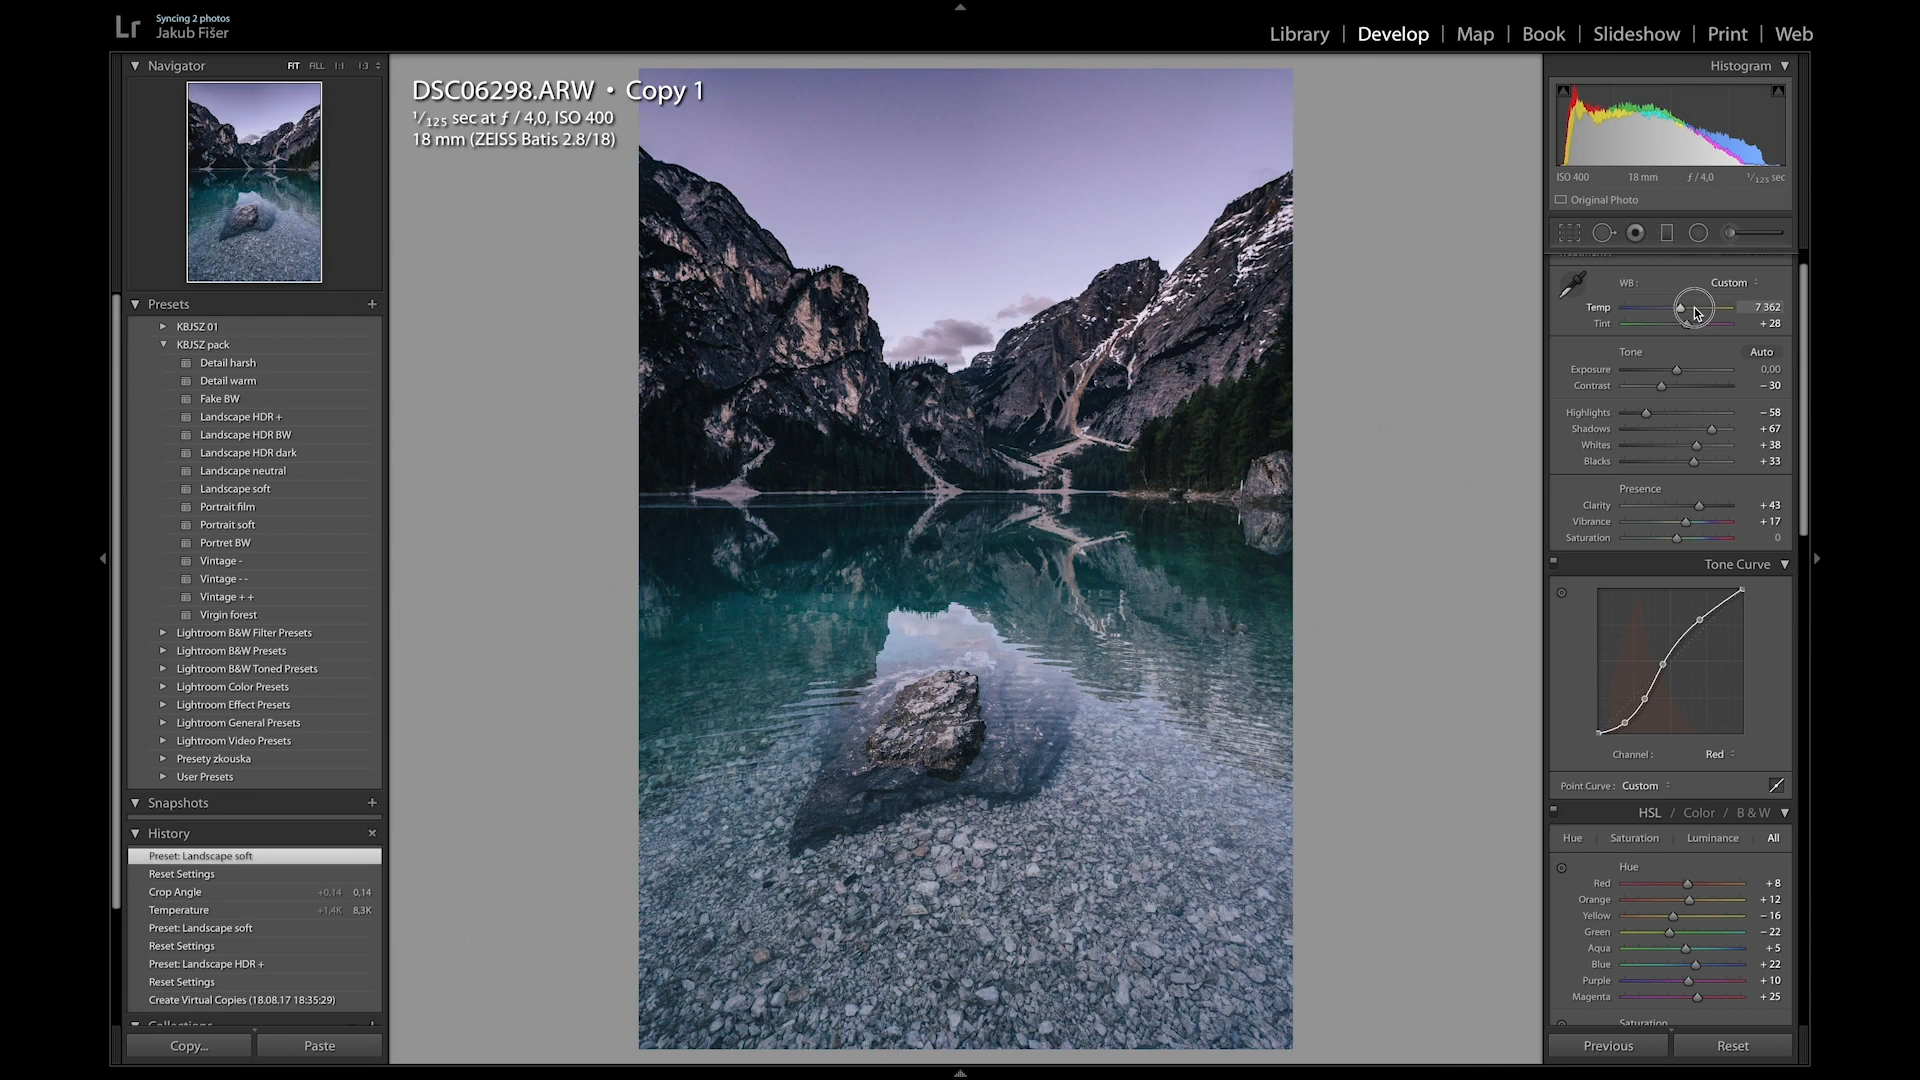 Lr
Syncing 2 photos
Jakub Fišer
Library | Develop | Map | Book | Slideshow | Print | Web
Navigator FIT FILL 1:1 1:3
DSC06298.ARW • Copy 1
1/125 sec at ƒ / 4,0, ISO 400
18 mm (ZEISS Batis 2.8/18)
Presets +
KBJSZ 01
KBJSZ pack
Detail harsh
Detail warm
Fake BW
Landscape HDR +
Landscape HDR BW
Landscape HDR dark
Landscape neutral
Landscape soft
Portrait film
Portrait soft
Portret BW
Vintage -
Vintage - -
Vintage + +
Virgin forest
Lightroom B&W Filter Presets
Lightroom B&W Presets
Lightroom B&W Toned Presets
Lightroom Color Presets
Lightroom Effect Presets
Lightroom General Presets
Lightroom Video Presets
Presety zkouska
User Presets
Snapshots +
History ×
Preset: Landscape soft
Reset Settings
Crop Angle +0,14 0,14
Temperature +1,4K 8,3K
Preset: Landscape soft
Reset Settings
Preset: Landscape HDR +
Reset Settings
Create Virtual Copies (18.08.17 18:35:29)
Collections
Copy... Paste
Histogram
ISO 400 18 mm ƒ / 4,0 1/125 sec
Original Photo
WB : Custom
Temp 7 362
Tint + 28
Tone Auto
Exposure 0,00
Contrast – 30
Highlights – 58
Shadows + 67
Whites + 38
Blacks + 33
Presence
Clarity + 43
Vibrance + 17
Saturation 0
Tone Curve
Channel : Red
Point Curve : Custom
HSL / Color / B & W
Hue Saturation Luminance All
Hue
Red + 8
Orange + 12
Yellow – 16
Green – 22
Aqua + 5
Blue + 22
Purple + 10
Magenta + 25
Saturation
Previous Reset